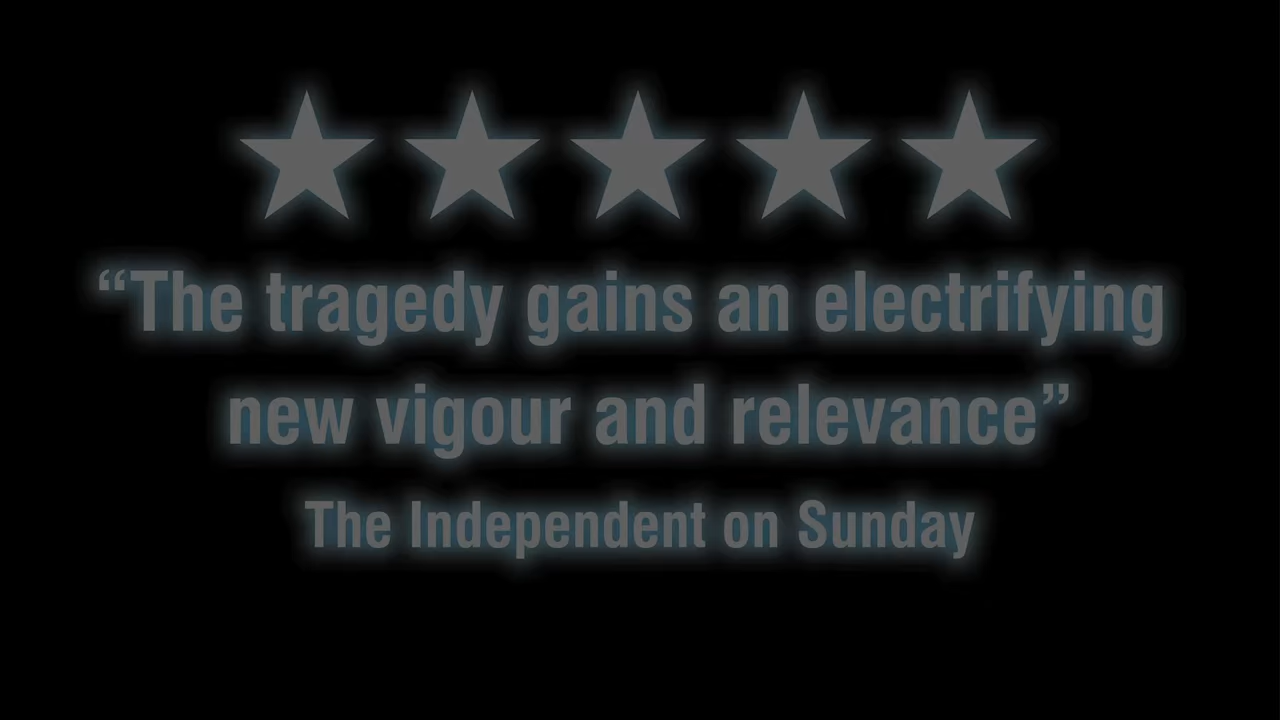 “The tragedy gains an electrifying
new vigour and relevance”
The Independent on Sunday